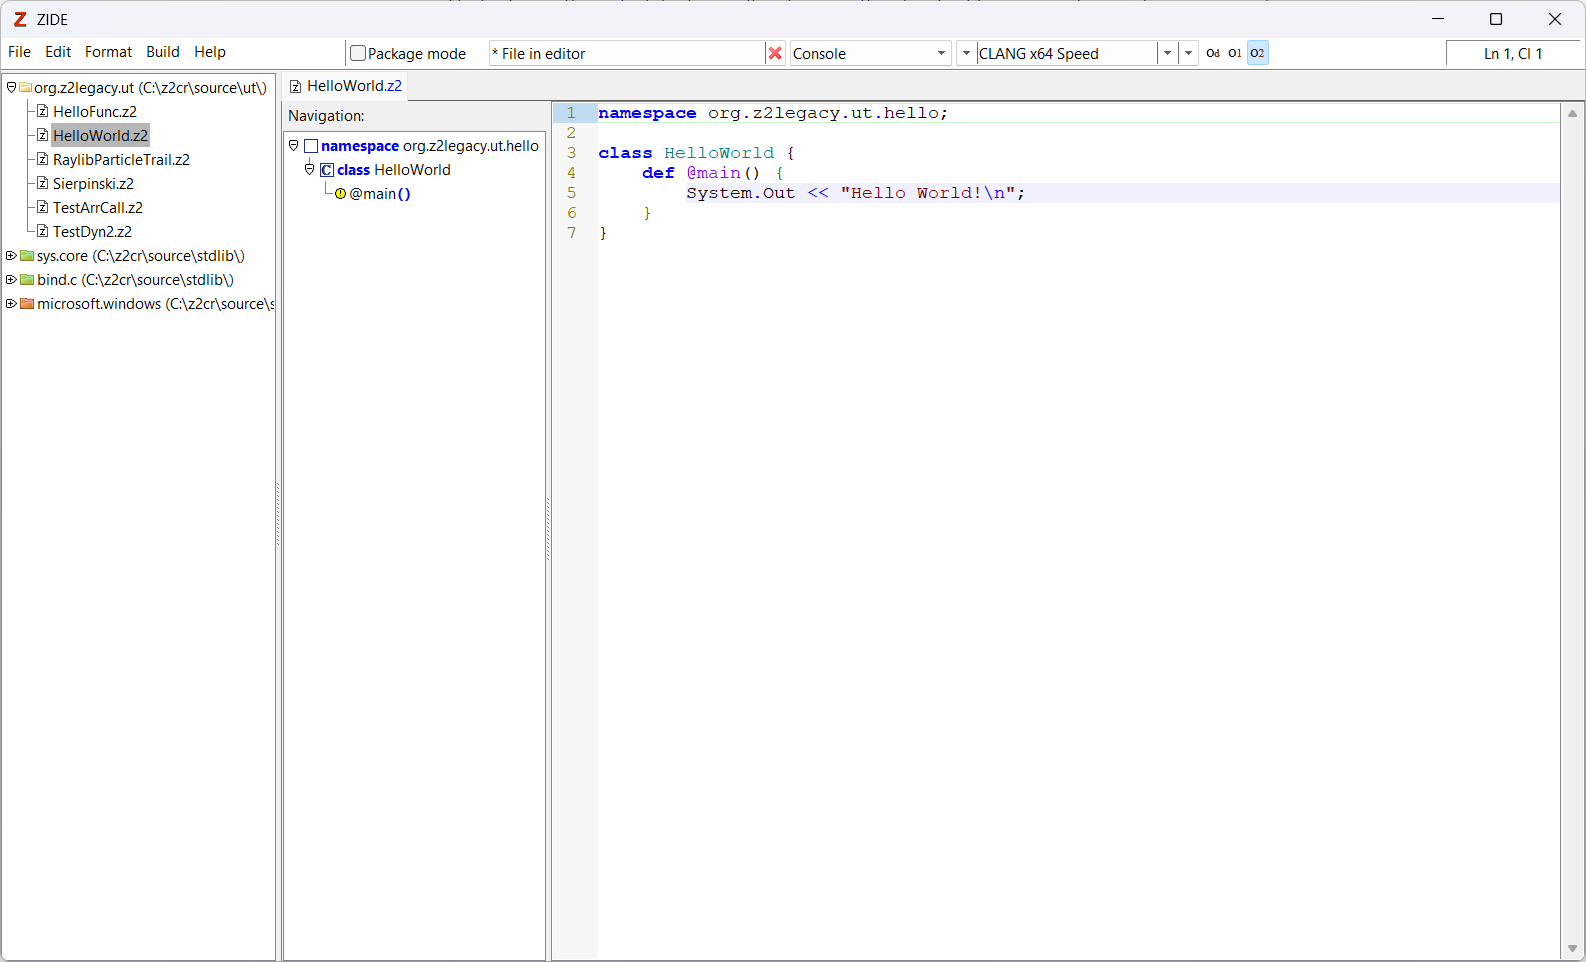 ZIDE
File Edit Format Build Help
Package mode
* File in editor
Console
CLANG x64 Speed
Od O1 O2
Ln 1, Cl 1
org.z2legacy.ut (C:\z2cr\source\ut\)
HelloFunc.z2
HelloWorld.z2
RaylibParticleTrail.z2
Sierpinski.z2
TestArrCall.z2
TestDyn2.z2
sys.core (C:\z2cr\source\stdlib\)
bind.c (C:\z2cr\source\stdlib\)
microsoft.windows (C:\z2cr\source\s
HelloWorld.z2
Navigation:
namespace org.z2legacy.ut.hello
C class HelloWorld
@main()
1 namespace org.z2legacy.ut.hello;
2
3 class HelloWorld {
4 def @main() {
5 System.Out << "Hello World!\n";
6 }
7 }